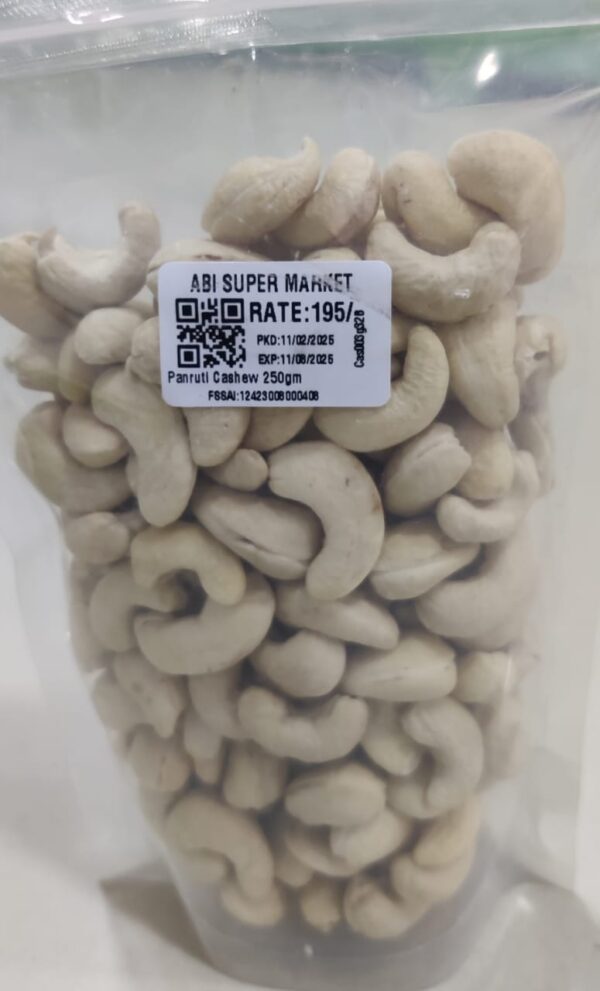 ABI SUPER MARKET
RATE:195/-
PKD:11/02/2025
EXP:11/08/2025
Panruti Cashew 250gm
FSSAI:12423008000408